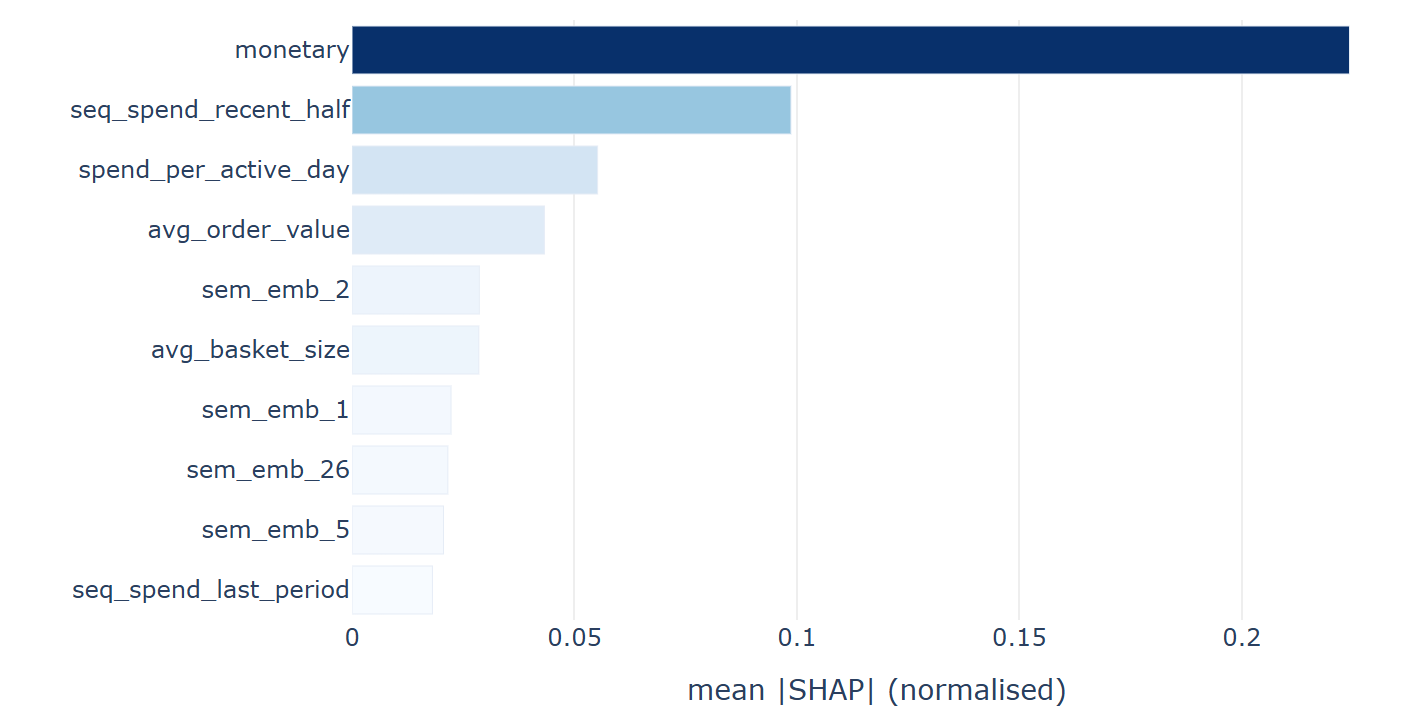 monetary
seq_spend_recent_half
spend_per_active_day
avg_order_value
sem_emb_2
avg_basket_size
sem_emb_1
sem_emb_26
sem_emb_5
seq_spend_last_period
0 0.05 0.1 0.15 0.2
mean |SHAP| (normalised)